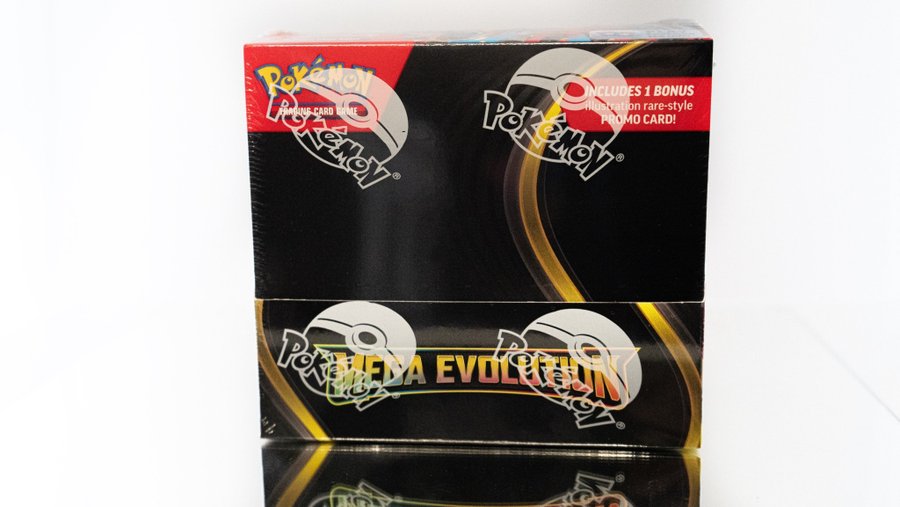 POKÉMON
TRADING CARD GAME
INCLUDES 1 BONUS
illustration rare-style
PROMO CARD!
POKÉMON ®
POKÉMON ®
POKÉMON
POKÉMON ®
MEGA EVOLUTION